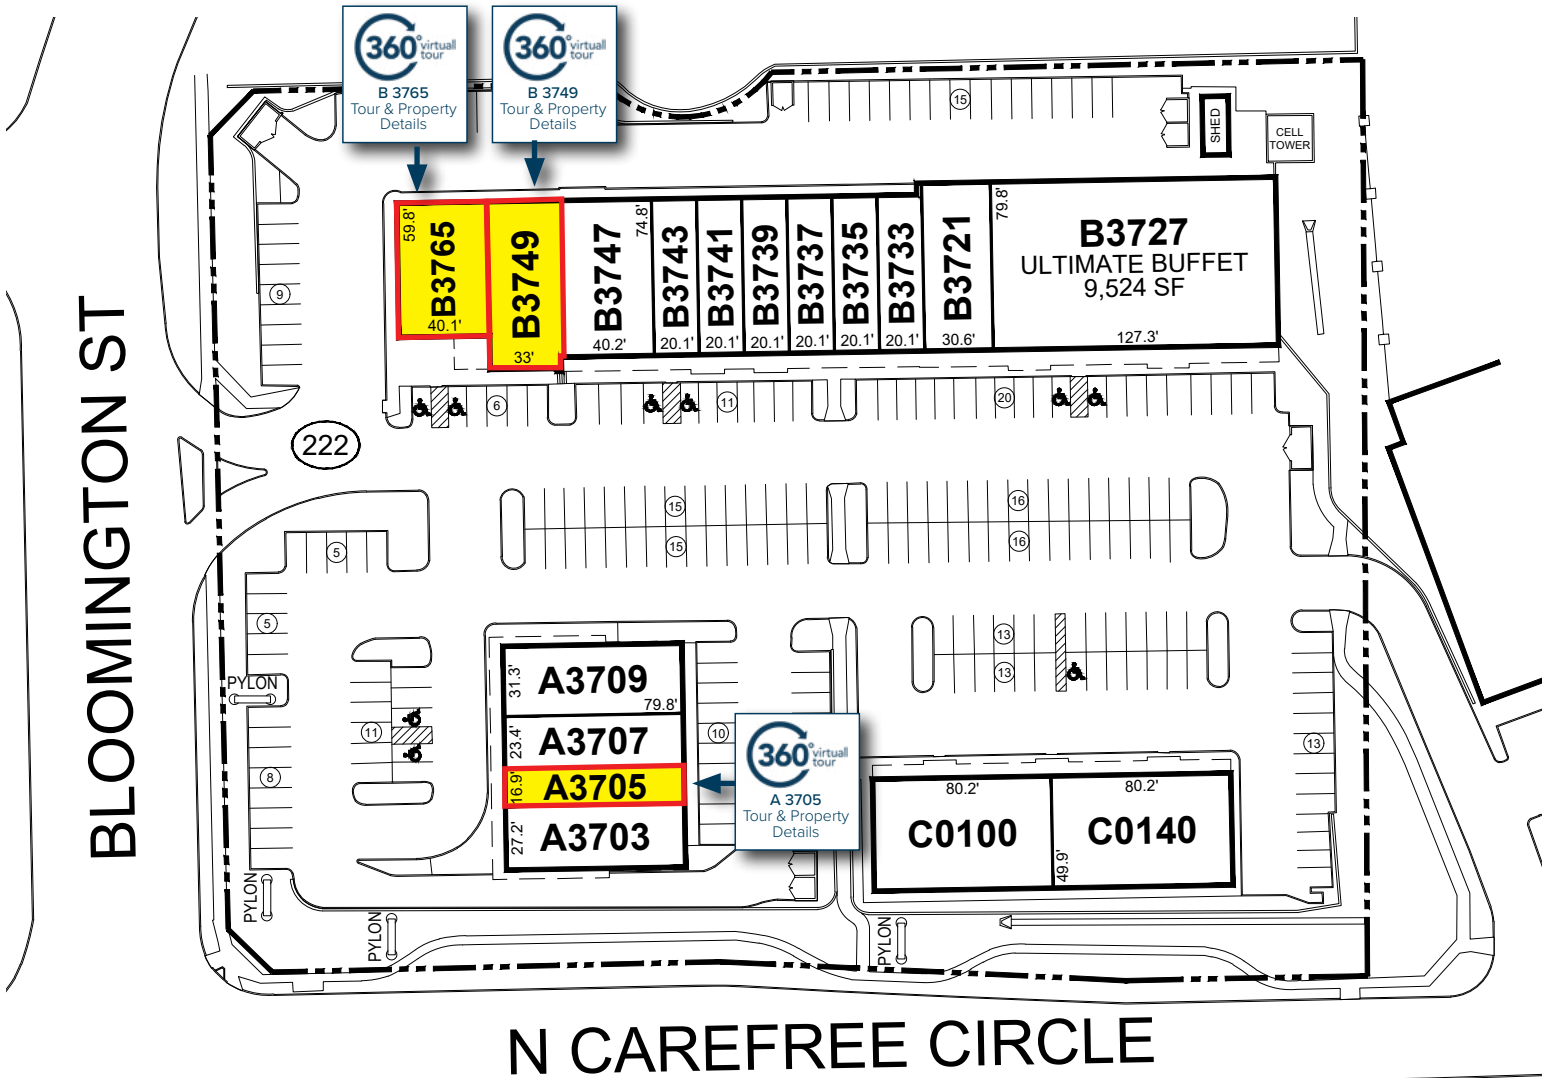 360° virtual tour
B 3765
Tour & Property
Details
360° virtual tour
B 3749
Tour & Property
Details
15
SHED
CELL
TOWER
59.8'
B3765
40.1'
B3749
33'
74.8'
B3747
40.2'
B3743
20.1'
B3741
20.1'
B3739
20.1'
B3737
20.1'
B3735
20.1'
B3733
20.1'
B3721
30.6'
79.8'
B3727
ULTIMATE BUFFET
9,524 SF
127.3'
9
6
11
20
222
BLOOMINGTON ST
15
15
16
16
5
5
13
13
PYLON
11
8
31.3'
A3709
79.8'
23.4'
A3707
16.9'
A3705
27.2'
A3703
10
360° virtual tour
A 3705
Tour & Property
Details
13
80.2'
C0100
80.2'
C0140
49.9'
PYLON
PYLON
PYLON
N CAREFREE CIRCLE